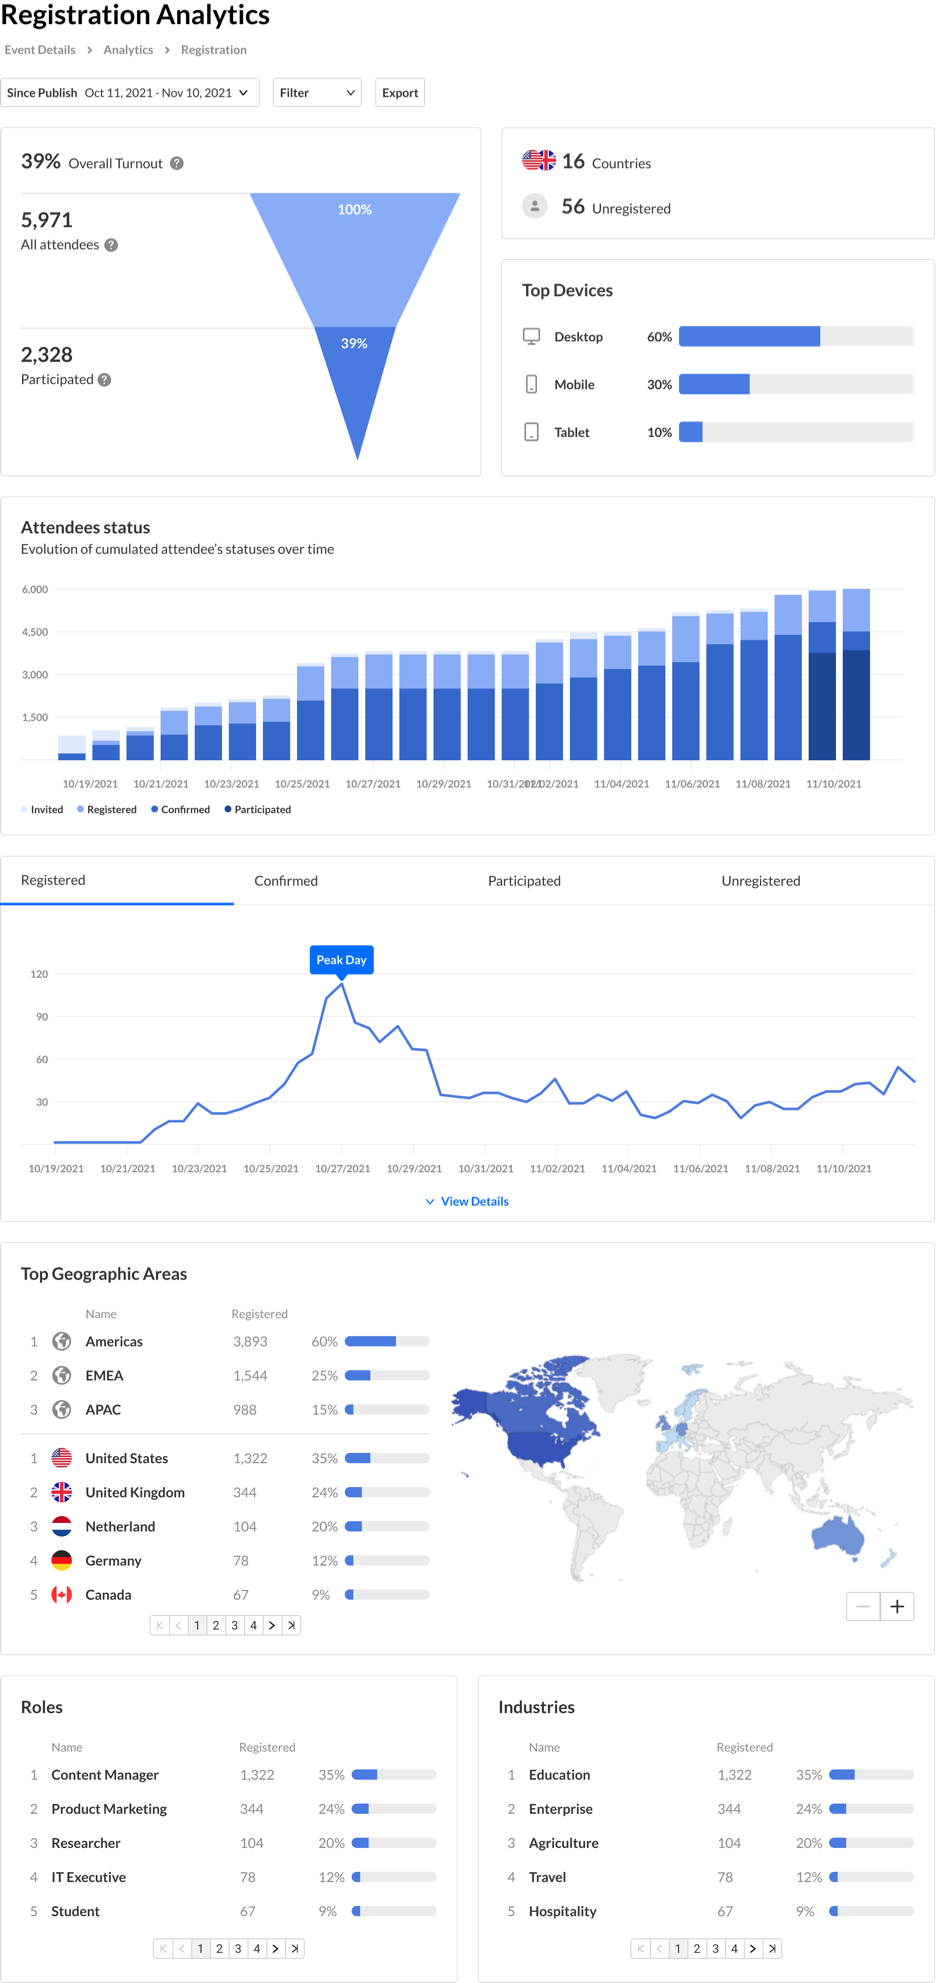 Registration Analytics
Event Details > Analytics > Registration
Since Publish Oct 11, 2021 - Nov 10, 2021
Filter
Export
39% Overall Turnout ?
100%
5,971
All attendees ?
39%
2,328
Participated ?
16 Countries
56 Unregistered
Top Devices
Desktop 60%
Mobile 30%
Tablet 10%
Attendees status
Evolution of cumulated attendee's statuses over time
6,000
4,500
3,000
1,500
10/19/2021 10/21/2021 10/23/2021 10/25/2021 10/27/2021 10/29/2021 10/31/2021 11/02/2021 11/04/2021 11/06/2021 11/08/2021 11/10/2021
Invited Registered Confirmed Participated
Registered Confirmed Participated Unregistered
Peak Day
120
90
60
30
10/19/2021 10/21/2021 10/23/2021 10/25/2021 10/27/2021 10/29/2021 10/31/2021 11/02/2021 11/04/2021 11/06/2021 11/08/2021 11/10/2021
View Details
Top Geographic Areas
Name Registered
1 Americas 3,893 60%
2 EMEA 1,544 25%
3 APAC 988 15%
1 United States 1,322 35%
2 United Kingdom 344 24%
3 Netherland 104 20%
4 Germany 78 12%
5 Canada 67 9%
1 2 3 4
Roles
Name Registered
1 Content Manager 1,322 35%
2 Product Marketing 344 24%
3 Researcher 104 20%
4 IT Executive 78 12%
5 Student 67 9%
1 2 3 4
Industries
Name Registered
1 Education 1,322 35%
2 Enterprise 344 24%
3 Agriculture 104 20%
4 Travel 78 12%
5 Hospitality 67 9%
1 2 3 4